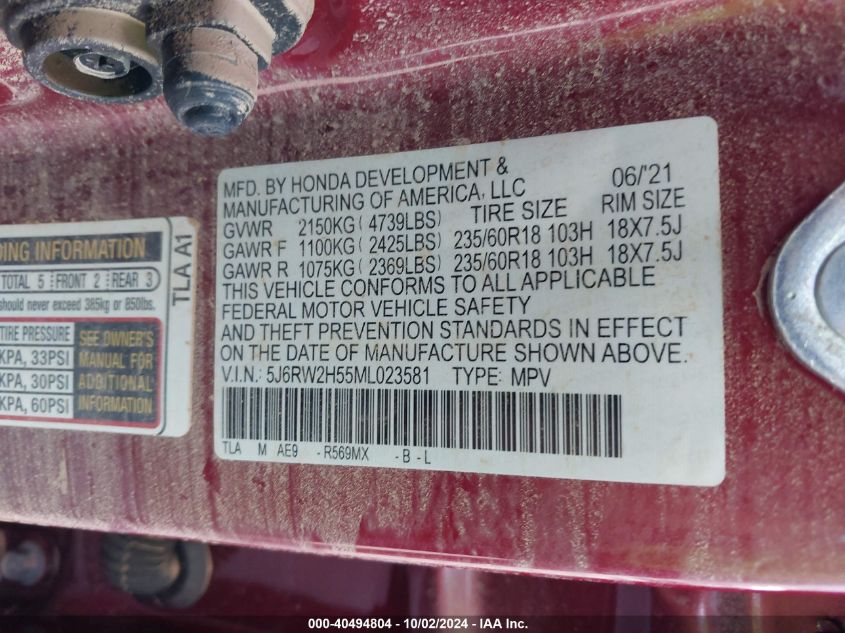 DING INFORMATION
TOTAL 5 FRONT 2 REAR 3
should never exceed 385kg or 850lbs.
TIRE PRESSURE
SEE OWNER'S MANUAL FOR ADDITIONAL INFORMATION
KPA, 33PSI
KPA, 30PSI
KPA, 60PSI
TLA A1
MFD. BY HONDA DEVELOPMENT & 06/'21
MANUFACTURING OF AMERICA, LLC TIRE SIZE RIM SIZE
GVWR 2150KG( 4739LBS)
GAWR F 1100KG( 2425LBS) 235/60R18 103H 18X7.5J
GAWR R 1075KG( 2369LBS) 235/60R18 103H 18X7.5J
THIS VEHICLE CONFORMS TO ALL APPLICABLE
FEDERAL MOTOR VEHICLE SAFETY
AND THEFT PREVENTION STANDARDS IN EFFECT
ON THE DATE OF MANUFACTURE SHOWN ABOVE.
V.I.N.: 5J6RW2H55ML023581 TYPE: MPV
TLA M AE9 -R569MX -B-L
000-40494804 - 10/02/2024 - IAA Inc.